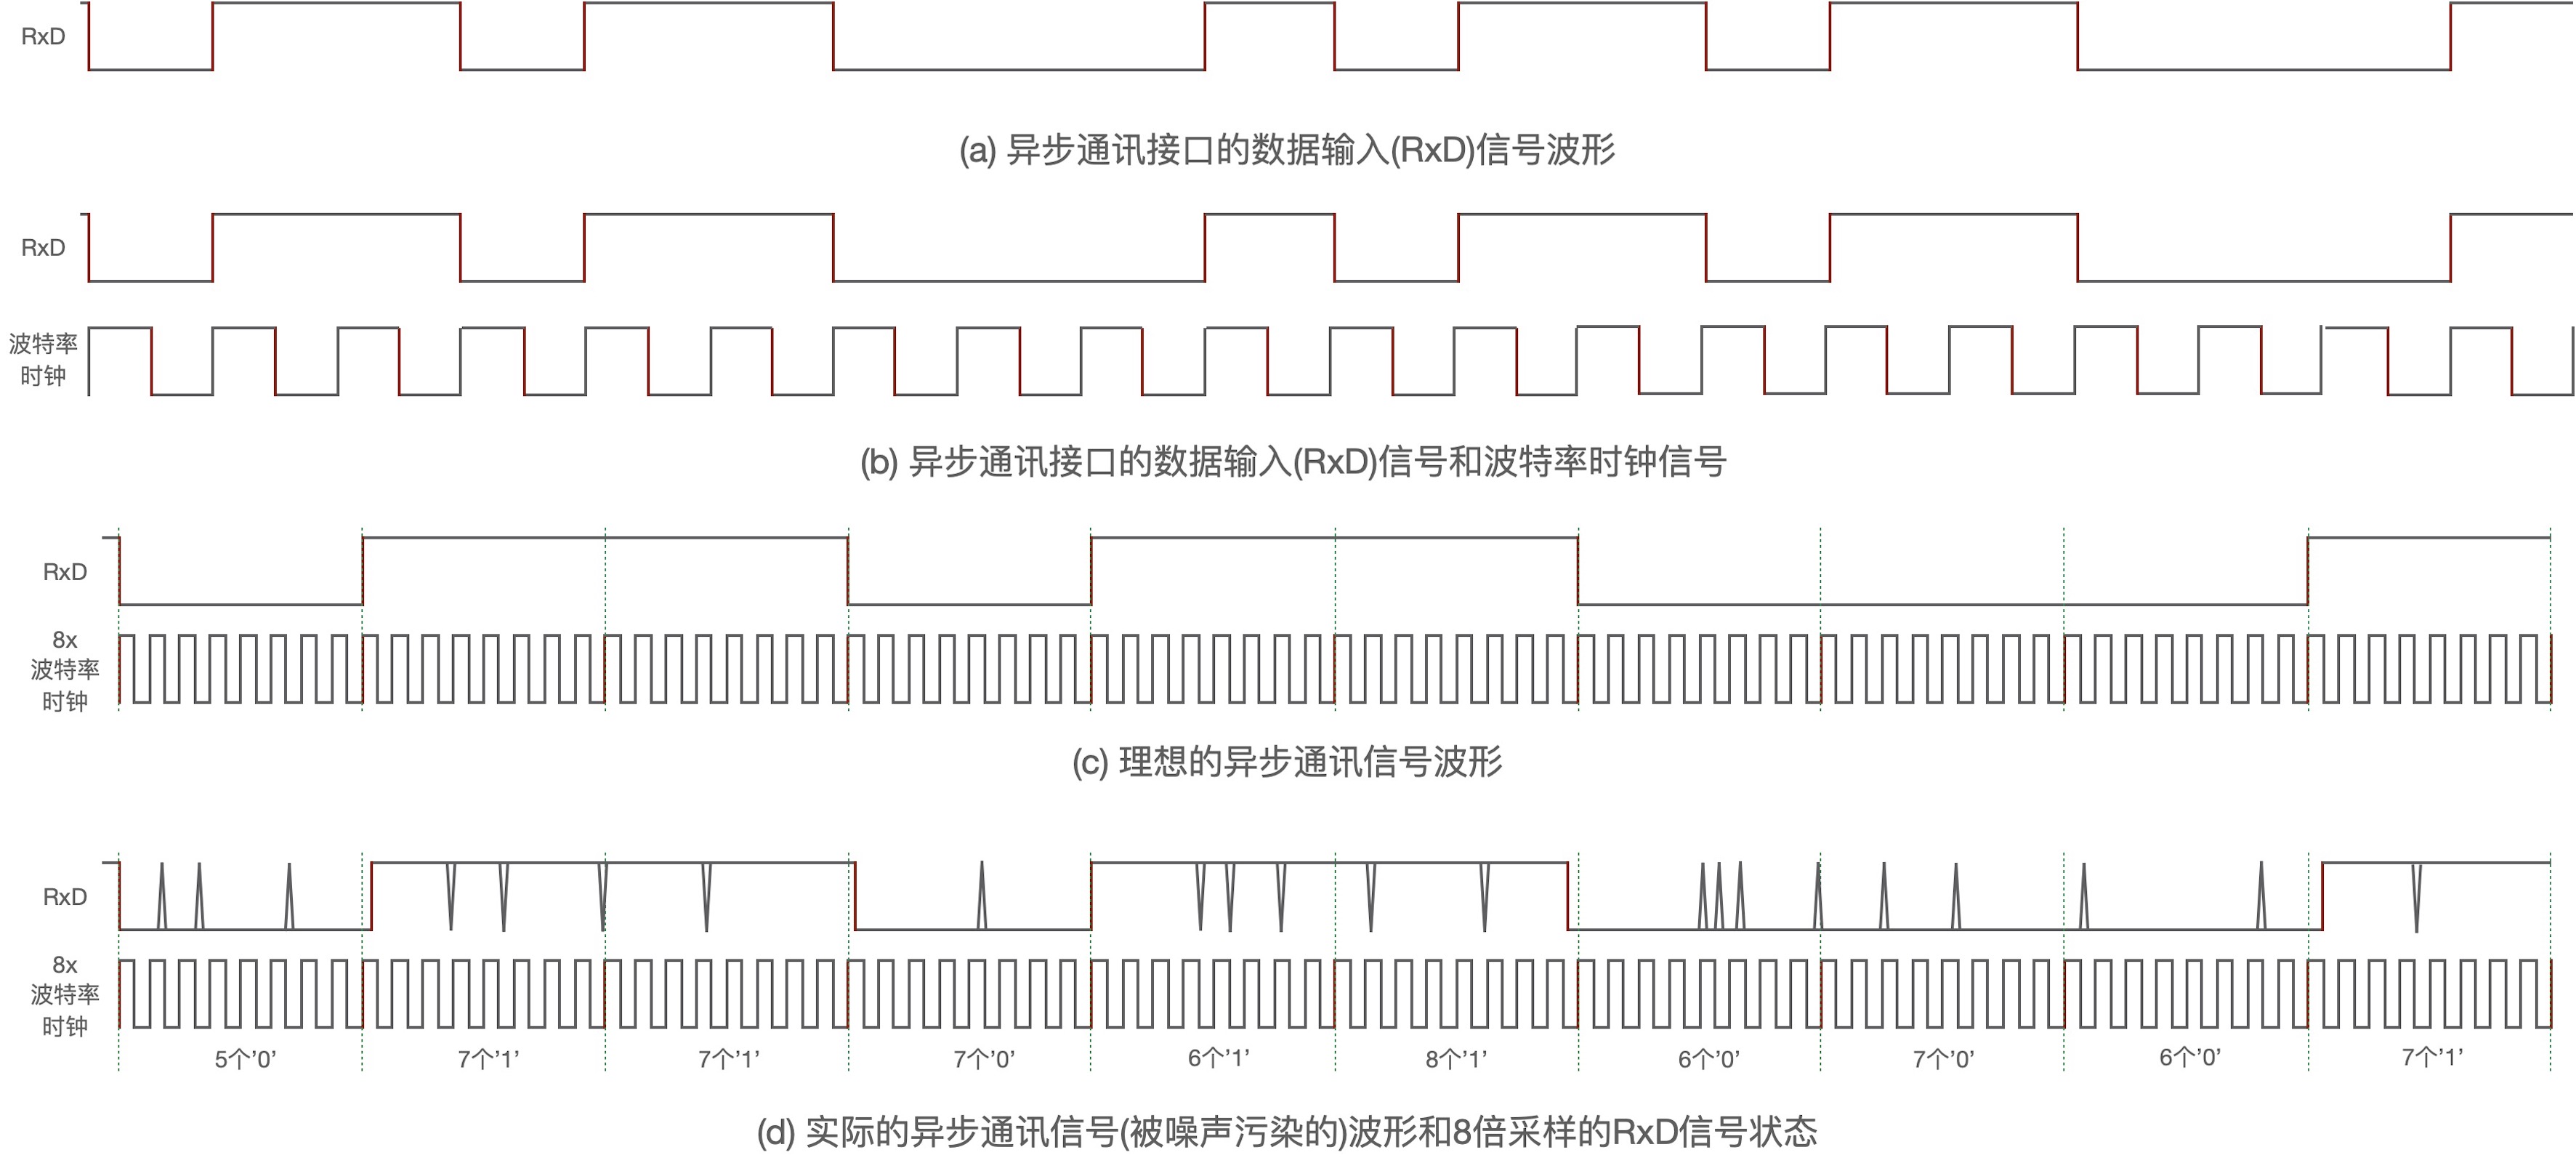 RxD
(a) 异步通讯接口的数据输入(RxD)信号波形
RxD
波特率
时钟
(b) 异步通讯接口的数据输入(RxD)信号和波特率时钟信号
RxD
8x
波特率
时钟
(c) 理想的异步通讯信号波形
RxD
8x
波特率
时钟
5个’0’ 7个’1’ 7个’1’ 7个’0’ 6个’1’ 8个’1’ 6个’0’ 7个’0’ 6个’0’ 7个’1’
(d) 实际的异步通讯信号(被噪声污染的)波形和8倍采样的RxD信号状态